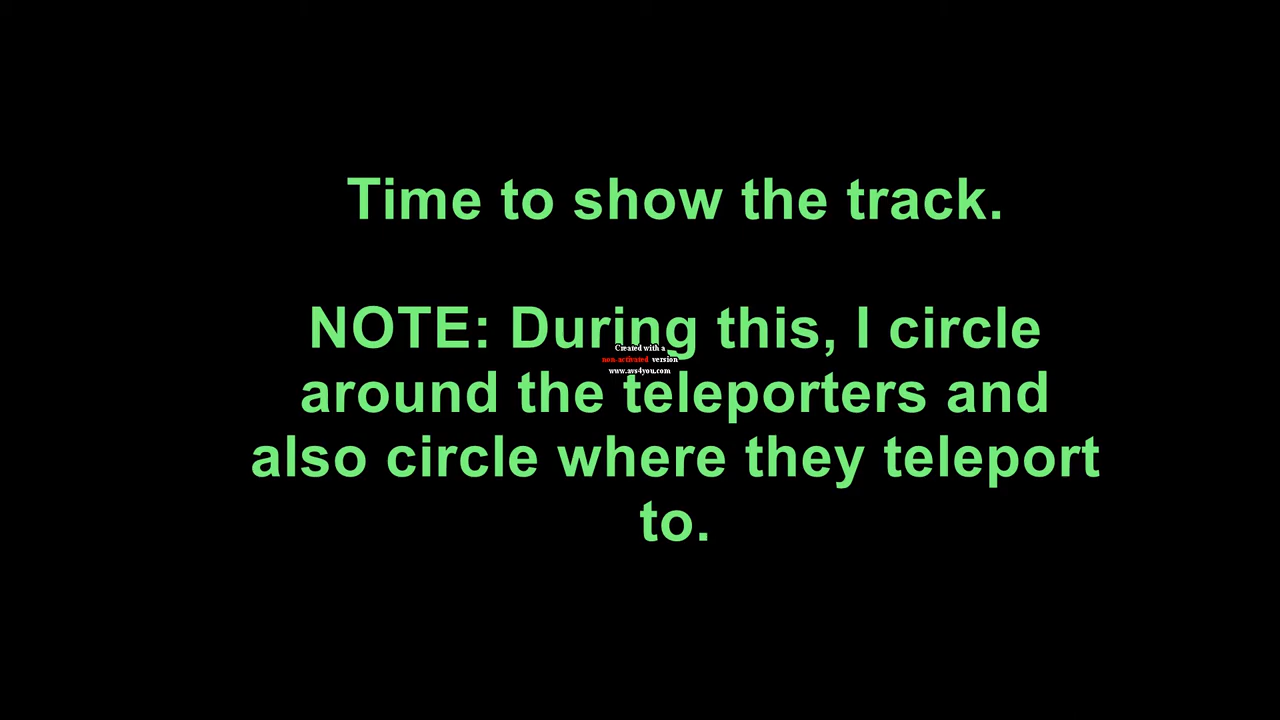 Time to show the track.
NOTE: During this, I circle
Created with a
non-activated version
www.avs4you.com
around the teleporters and
also circle where they teleport
to.